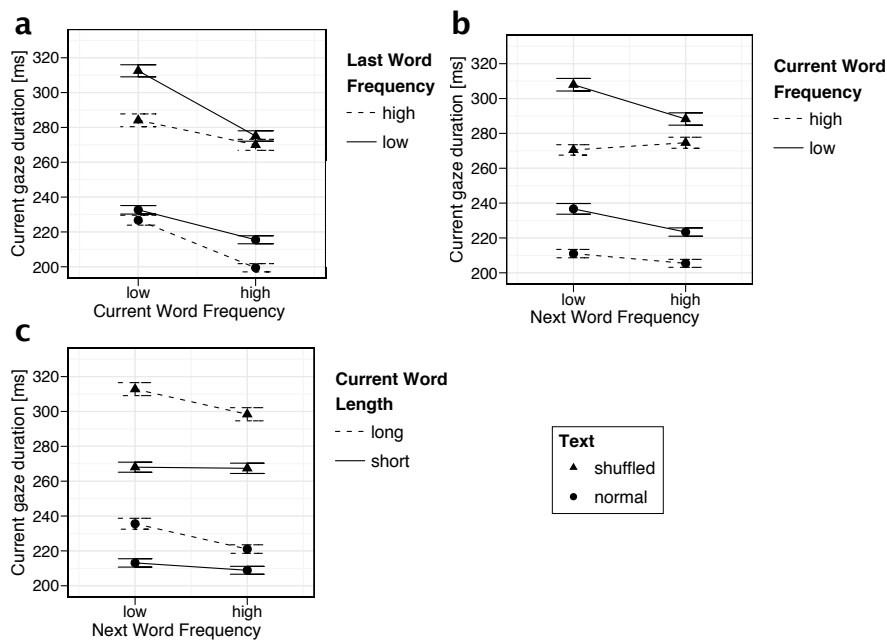 a
Current gaze duration [ms]
320
300
280
260
240
220
200
low
high
Current Word Frequency
Last Word
Frequency
high
low
b
Current gaze duration [ms]
320
300
280
260
240
220
200
low
high
Next Word Frequency
Current Word
Frequency
high
low
c
Current gaze duration [ms]
320
300
280
260
240
220
200
low
high
Next Word Frequency
Current Word
Length
long
short
Text
shuffled
normal